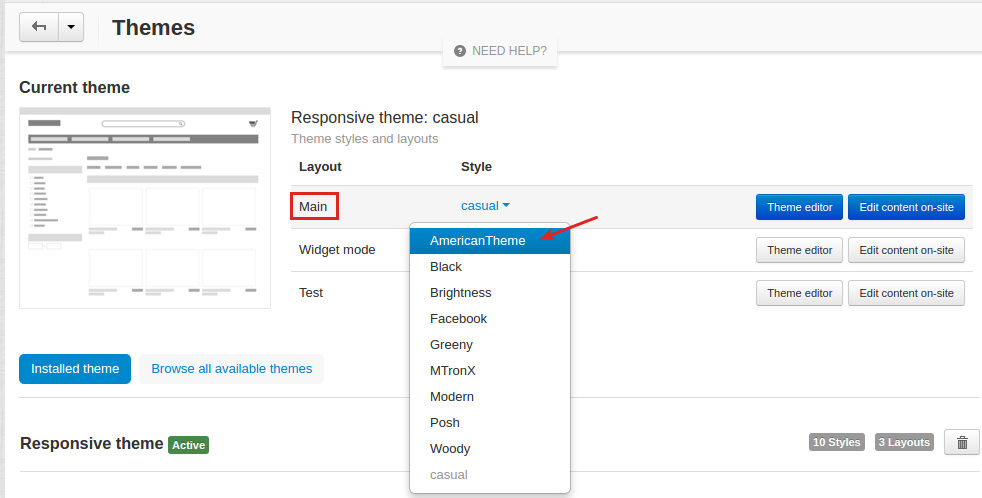 Themes
NEED HELP?
Current theme
Responsive theme: casual
Theme styles and layouts
Layout Style
Main casual Theme editor Edit content on-site
AmericanTheme
Widget mode Black Theme editor Edit content on-site
Brightness
Test Theme editor Edit content on-site
Facebook
Greeny
Installed theme Browse all available themes MTronX
Modern
Posh
Responsive theme Active Woody 10 Styles 3 Layouts
casual